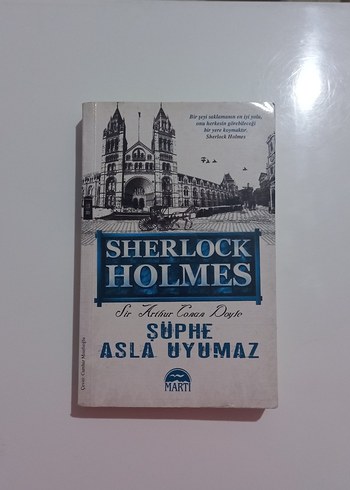 Bir şeyi saklamanın en iyi yolu,
onu herkesin görebileceği
bir yere koymaktır.
Sherlock Holmes
SHERLOCK
HOLMES
Sir Arthur Conan Doyle
ŞÜPHE
ASLA UYUMAZ
MARTI